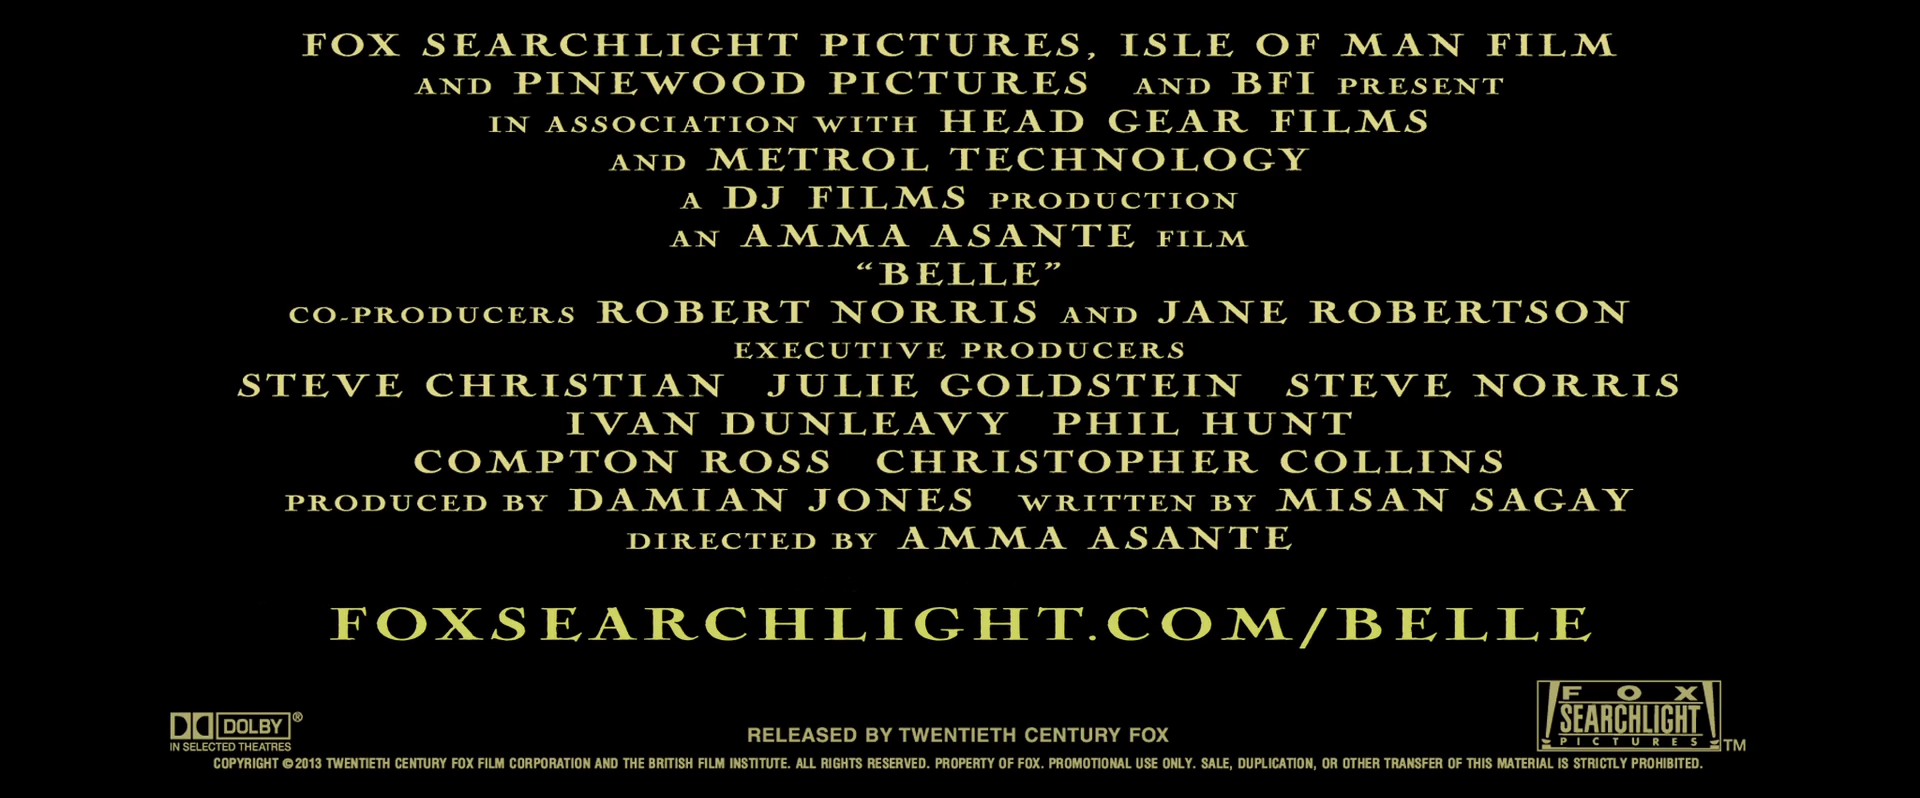 FOX SEARCHLIGHT PICTURES, ISLE OF MAN FILM
AND PINEWOOD PICTURES AND BFI PRESENT
IN ASSOCIATION WITH HEAD GEAR FILMS
AND METROL TECHNOLOGY
A DJ FILMS PRODUCTION
AN AMMA ASANTE FILM
“BELLE”
CO-PRODUCERS ROBERT NORRIS AND JANE ROBERTSON
EXECUTIVE PRODUCERS
STEVE CHRISTIAN JULIE GOLDSTEIN STEVE NORRIS
IVAN DUNLEAVY PHIL HUNT
COMPTON ROSS CHRISTOPHER COLLINS
PRODUCED BY DAMIAN JONES WRITTEN BY MISAN SAGAY
DIRECTED BY AMMA ASANTE
FOXSEARCHLIGHT.COM/BELLE
DOLBY®
IN SELECTED THEATRES
RELEASED BY TWENTIETH CENTURY FOX
FOX
SEARCHLIGHT
PICTURES TM
COPYRIGHT ©2013 TWENTIETH CENTURY FOX FILM CORPORATION AND THE BRITISH FILM INSTITUTE. ALL RIGHTS RESERVED. PROPERTY OF FOX. PROMOTIONAL USE ONLY. SALE, DUPLICATION, OR OTHER TRANSFER OF THIS MATERIAL IS STRICTLY PROHIBITED.